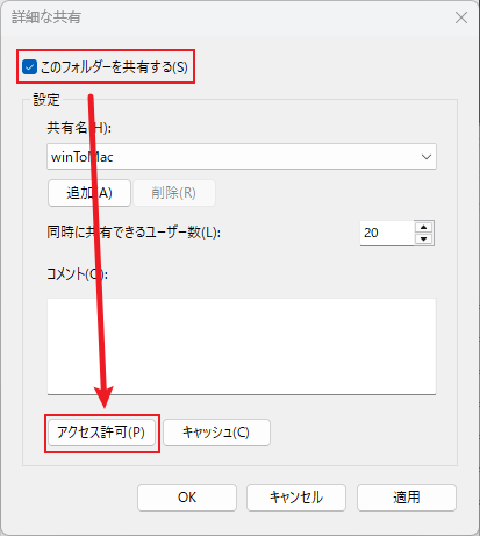 詳細な共有
このフォルダーを共有する(S)
設定
共有名(H):
winToMac
追加(A) 削除(R)
同時に共有できるユーザー数(L): 20
コメント(O):
アクセス許可(P) キャッシュ(C)
OK キャンセル 適用